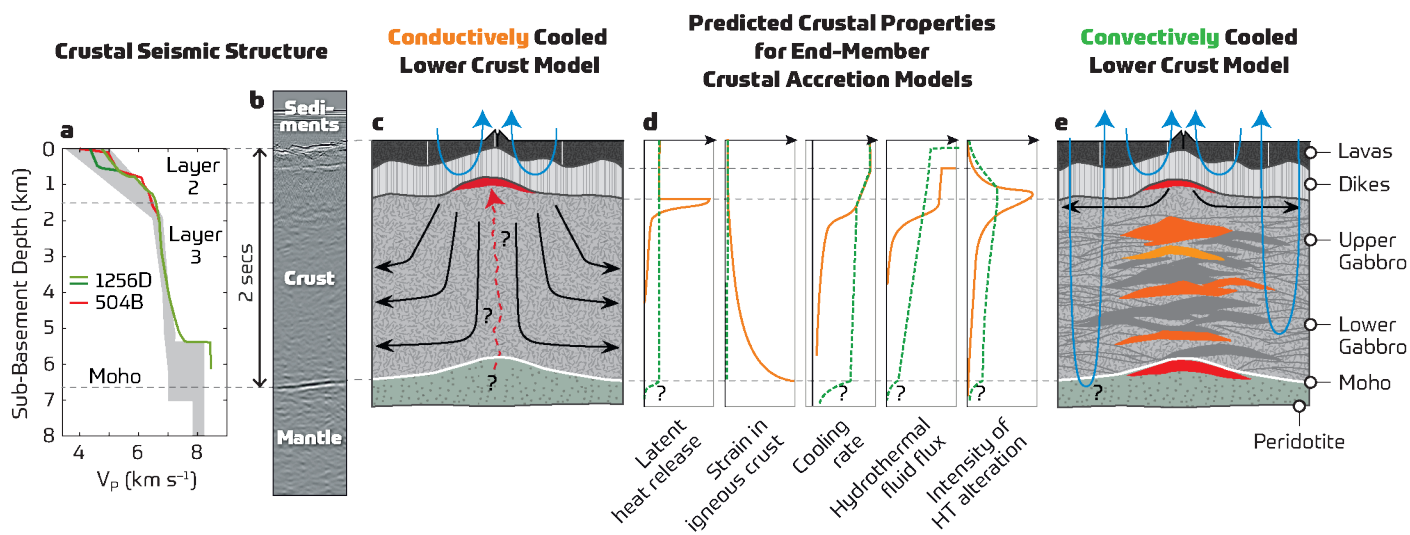 Crustal Seismic Structure
Conductively Cooled
Lower Crust Model
Predicted Crustal Properties
for End-Member
Crustal Accretion Models
Convectively Cooled
Lower Crust Model
a
Sub-Basement Depth (km)
0
1
2
3
4
5
6
7
8
Layer
2
Layer
3
1256D
504B
Moho
4
6
8
VP (km s–1)
2 secs
b
Sedi-
ments
Crust
Mantle
c
?
?
?
d
?
?
?
?
Latent
heat release
Strain in
igneous crust
Cooling
rate
Hydrothermal
fluid flux
Intensity of
HT alteration
e
?
Lavas
Dikes
Upper
Gabbro
Lower
Gabbro
Moho
Peridotite